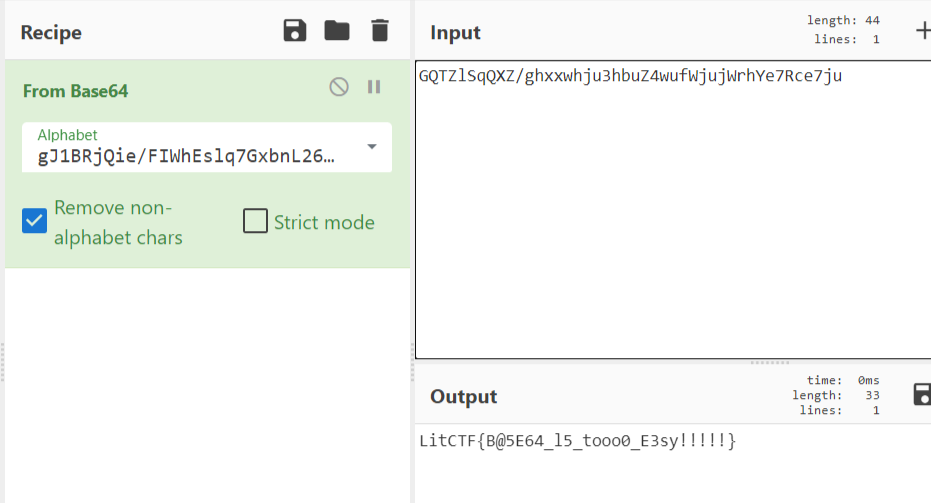 Recipe
From Base64
Alphabet
gJ1BRjQie/FIWhEslq7GxbnL26…
Remove non-
alphabet chars
Strict mode
Input
length: 44
lines: 1
GQTZlSqQXZ/ghxxwhju3hbuZ4wufWjujWrhYe7Rce7ju
Output
time: 0ms
length: 33
lines: 1
LitCTF{B@5E64_l5_tooo0_E3sy!!!!!}